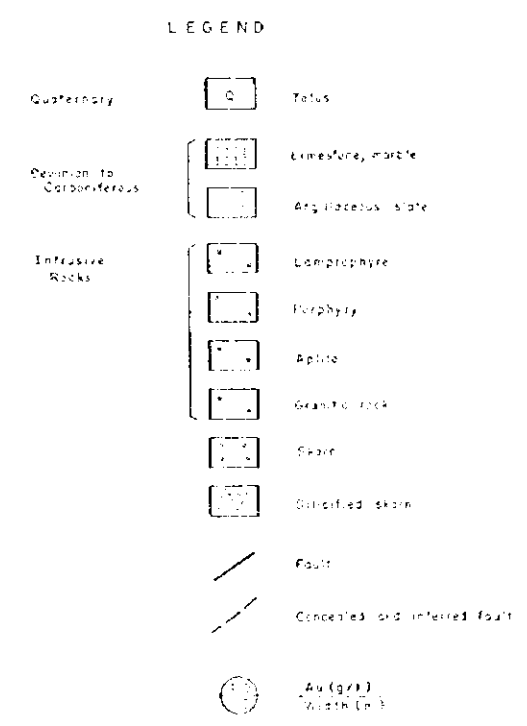 LEGEND
Quaternary
Q
Talus
Devonian to
Carboniferous
Limestone, marble
Argillaceous slate
Intrusive
Rocks
Lamprophyre
Porphyry
Aplite
Granitic rock
Skarn
Silicified skarn
Fault
Concealed and inferred fault
Au (g/t)
Width (m)